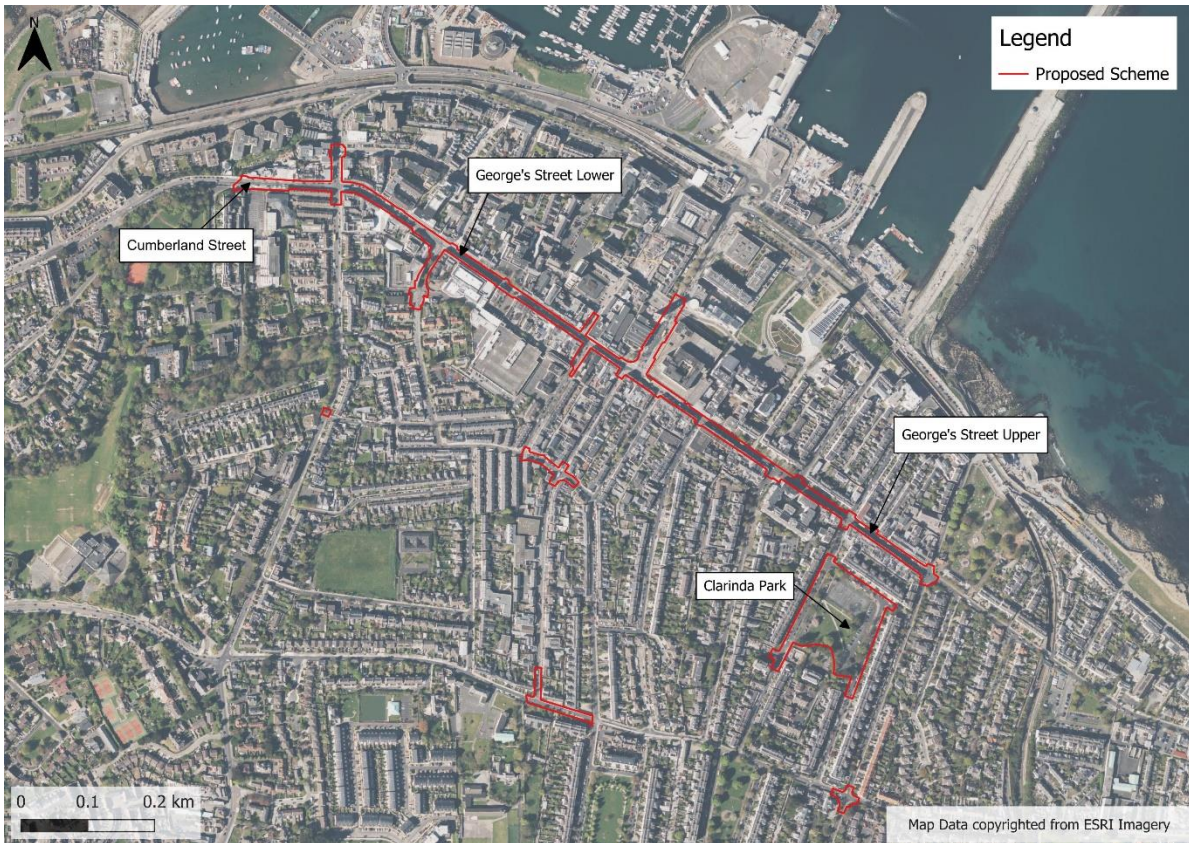 N
Legend
Proposed Scheme
George's Street Lower
Cumberland Street
George's Street Upper
Clarinda Park
0 0.1 0.2 km
Map Data copyrighted from ESRI Imagery